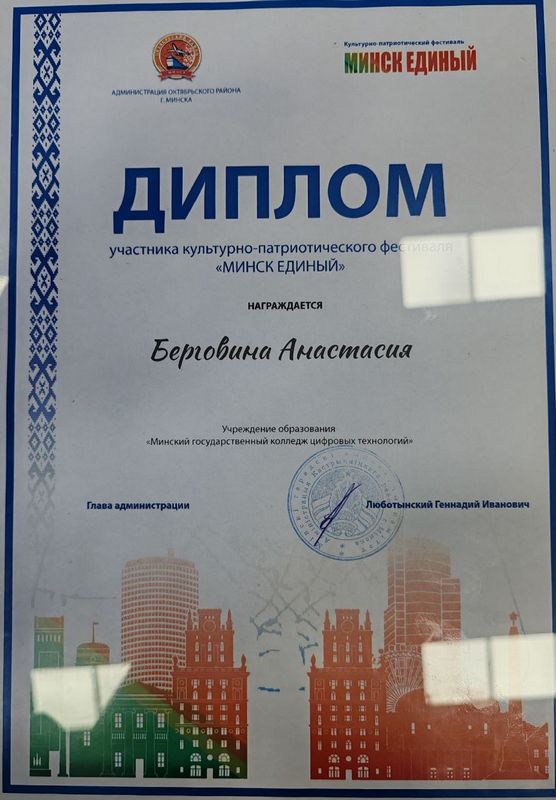 АДМИНИСТРАЦИЯ ОКТЯБРЬСКОГО РАЙОНА
Г. МИНСКА
Культурно-патриотический фестиваль
МИНСК ЕДИНЫЙ
ДИПЛОМ
участника культурно-патриотического фестиваля
«МИНСК ЕДИНЫЙ»
НАГРАЖДАЕТСЯ
Берговина Анастасия
Учреждение образования
«Минский государственный колледж цифровых технологий»
Глава администрации
Люботынский Геннадий Иванович